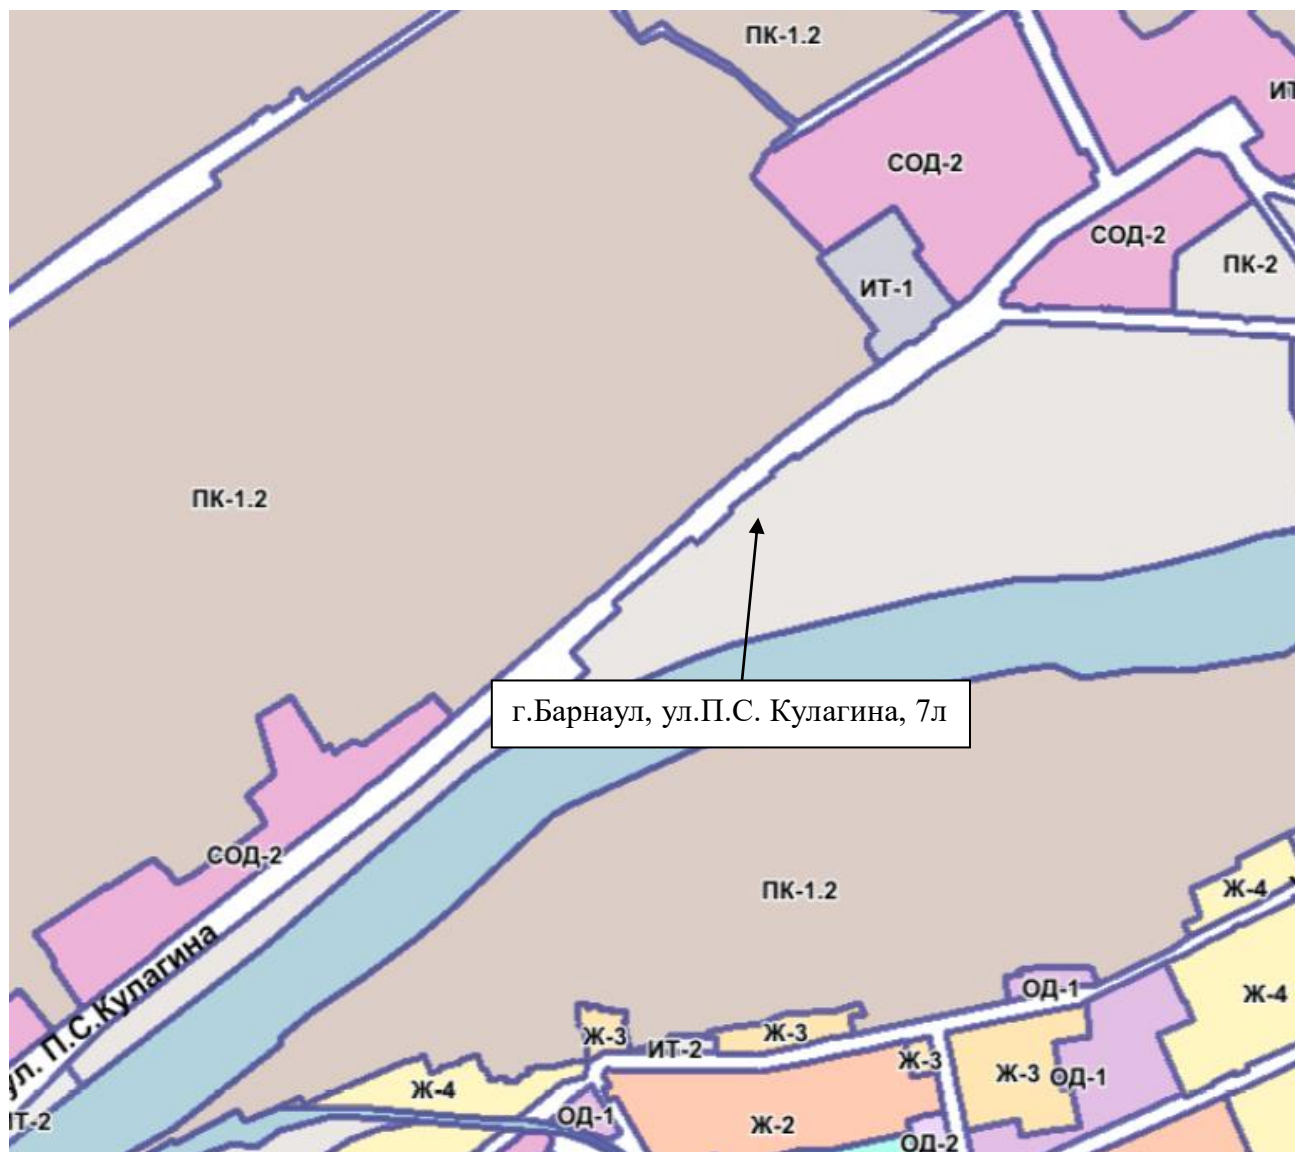 ПК-1.2
ИТ
СОД-2
СОД-2
ПК-2
ИТ-1
ПК-1.2
г.Барнаул, ул.П.С. Кулагина, 7л
СОД-2
ПК-1.2
Ж-4
ул. П.С.Кулагина
ОД-1
Ж-4
Ж-3
ИТ-2
Ж-3
Ж-3
Ж-3
ОД-1
Ж-4
ИТ-2
ОД-1
Ж-2
ОД-2